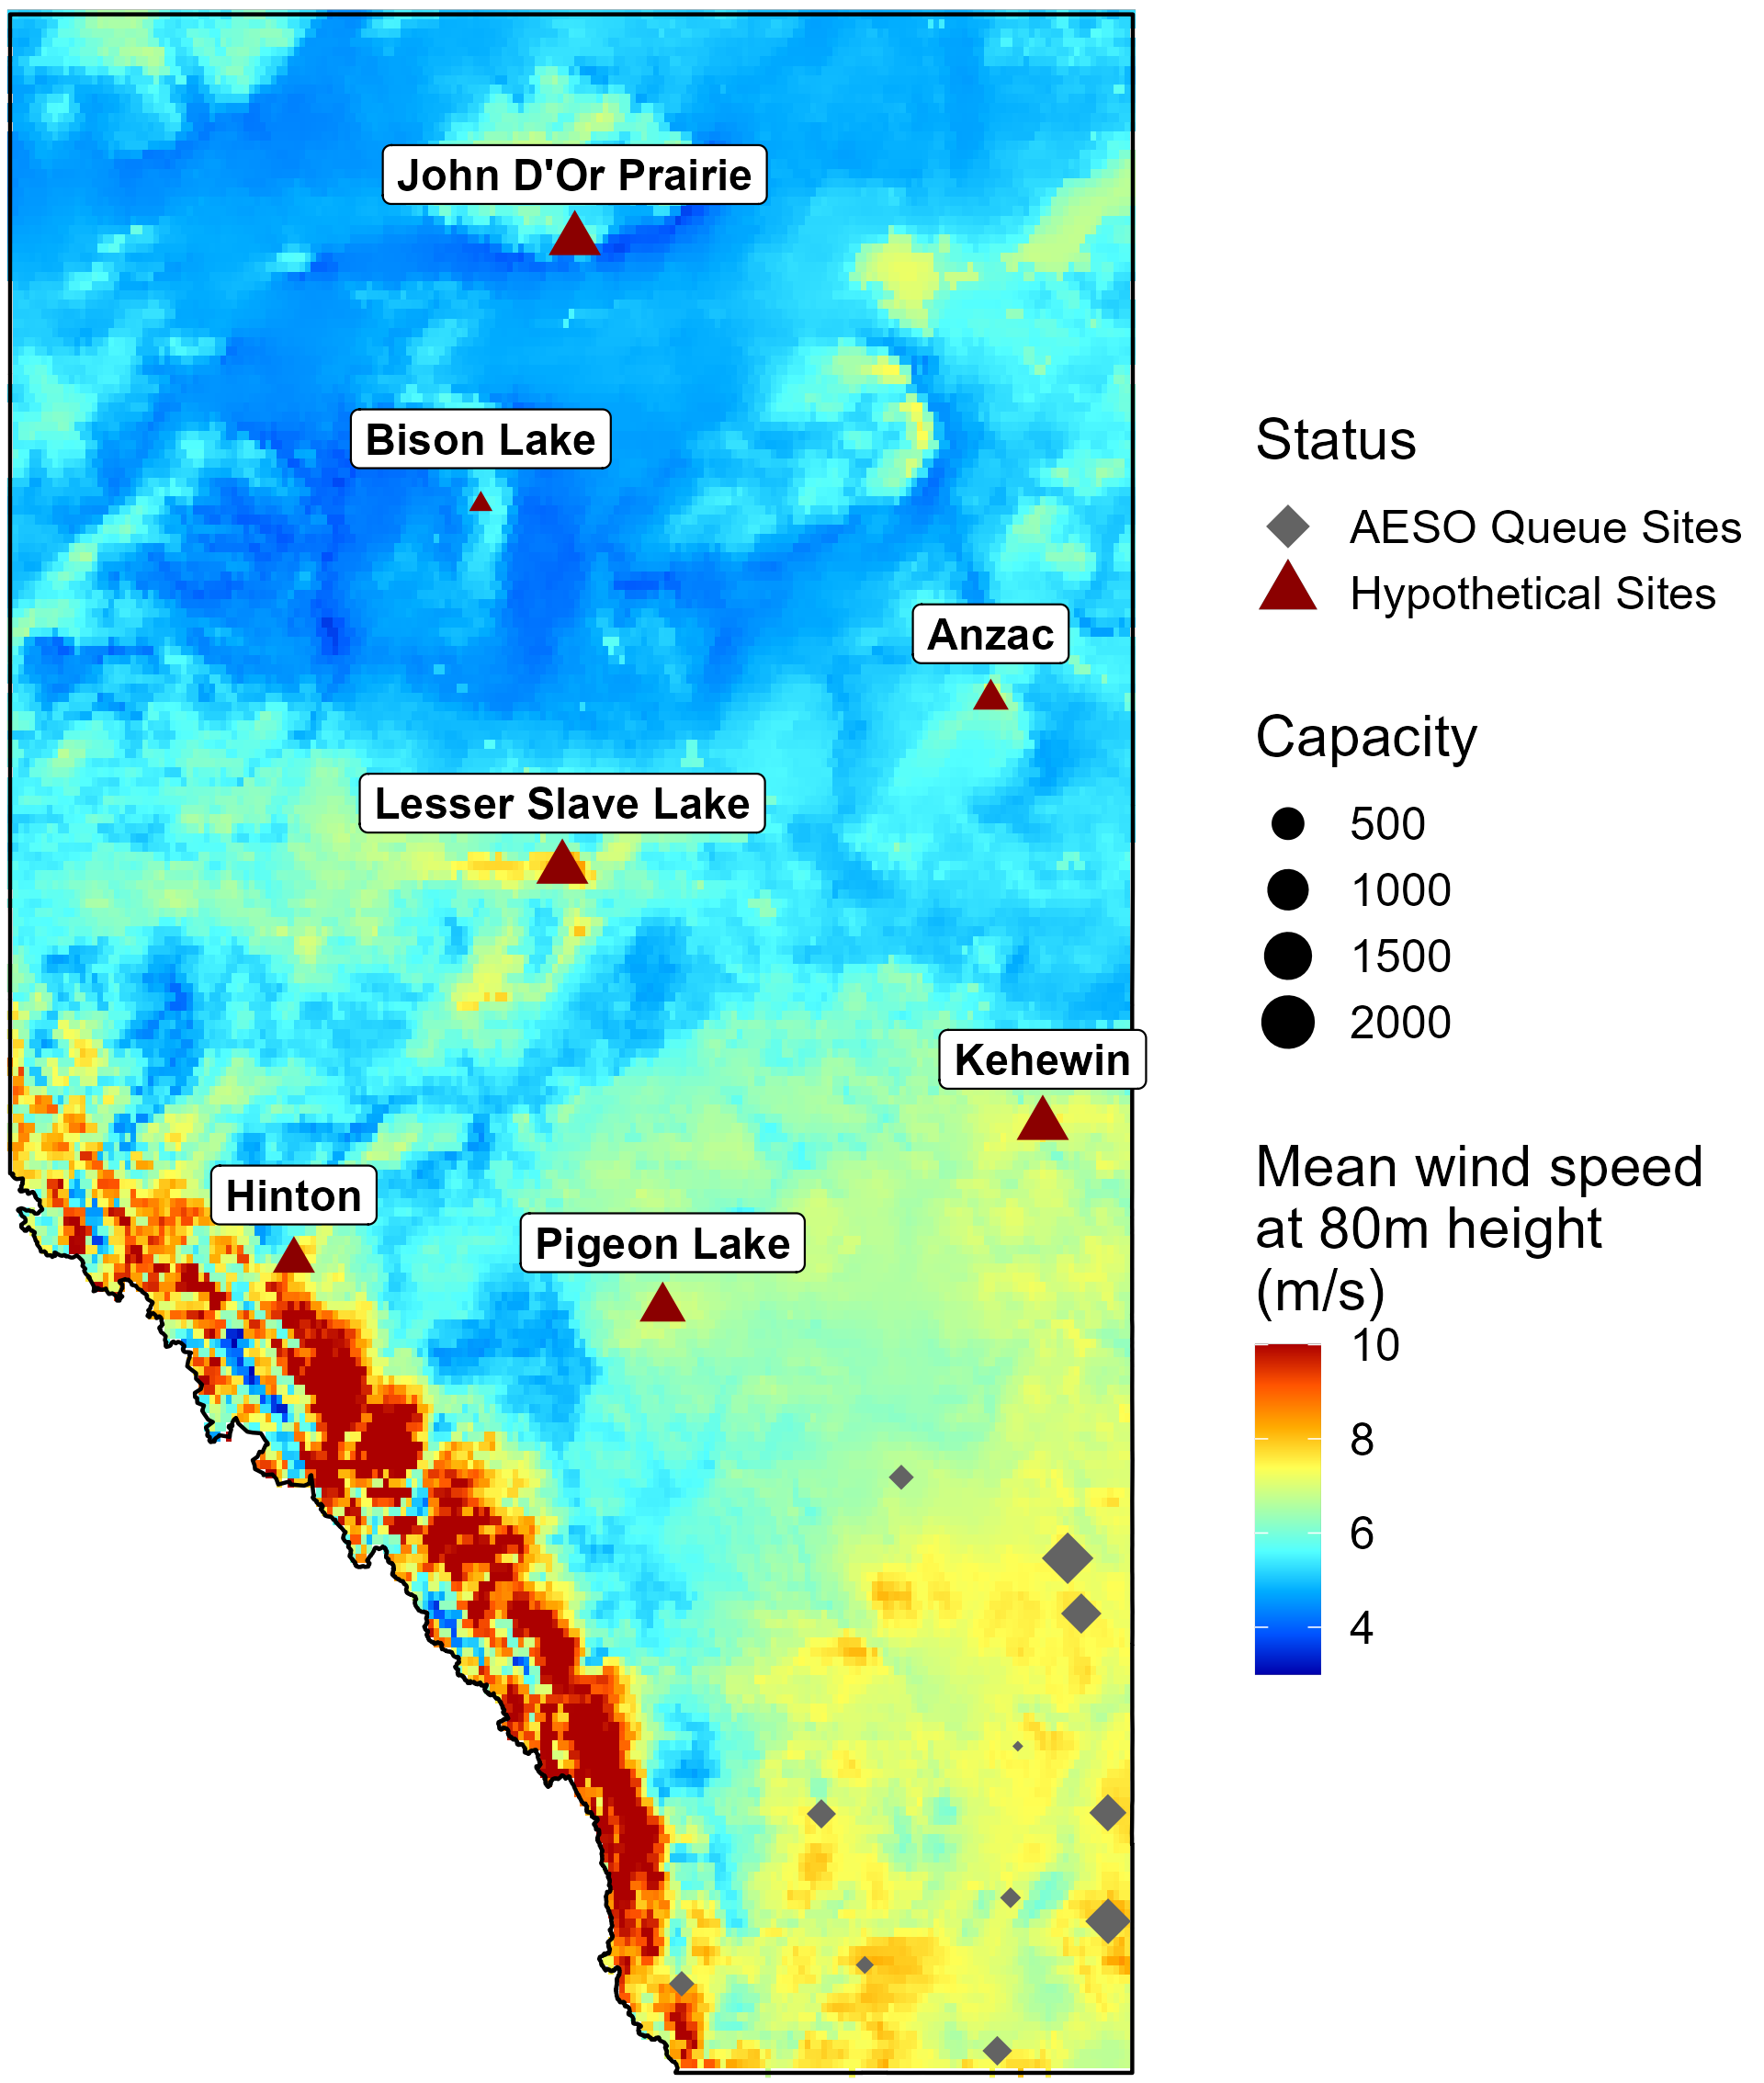 John D'Or Prairie
Bison Lake
Anzac
Lesser Slave Lake
Kehewin
Hinton
Pigeon Lake
Status
AESO Queue Sites
Hypothetical Sites
Capacity
500
1000
1500
2000
Mean wind speed
at 80m height
(m/s)
10
8
6
4